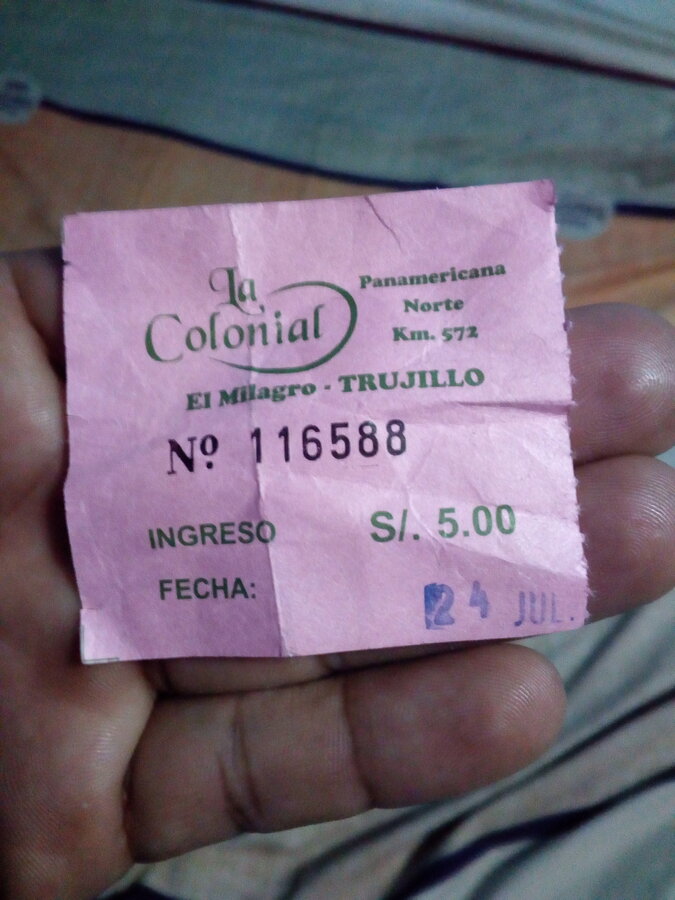 La
Colonial
Panamericana
Norte
Km. 572
El Milagro - TRUJILLO
Nº 116588
INGRESO S/. 5.00
FECHA: 24 JUL.